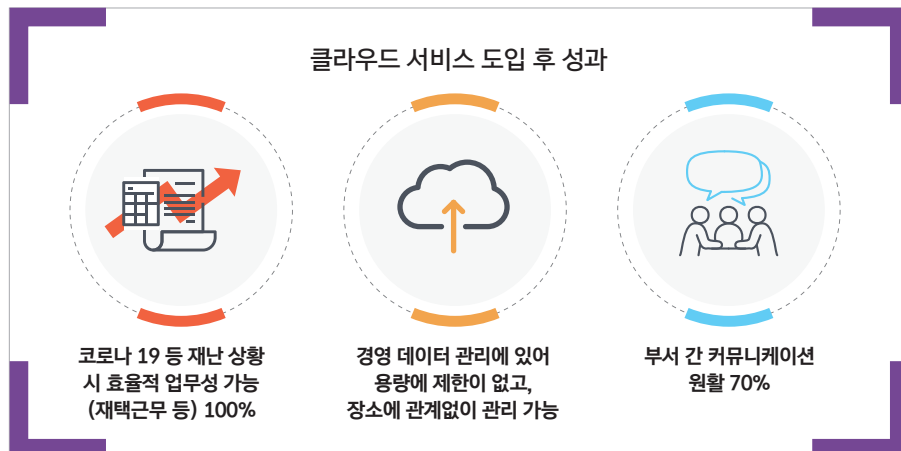 클라우드 서비스 도입 후 성과
코로나 19 등 재난 상황
시 효율적 업무성 가능
(재택근무 등) 100%
경영 데이터 관리에 있어
용량에 제한이 없고,
장소에 관계없이 관리 가능
부서 간 커뮤니케이션
원활 70%